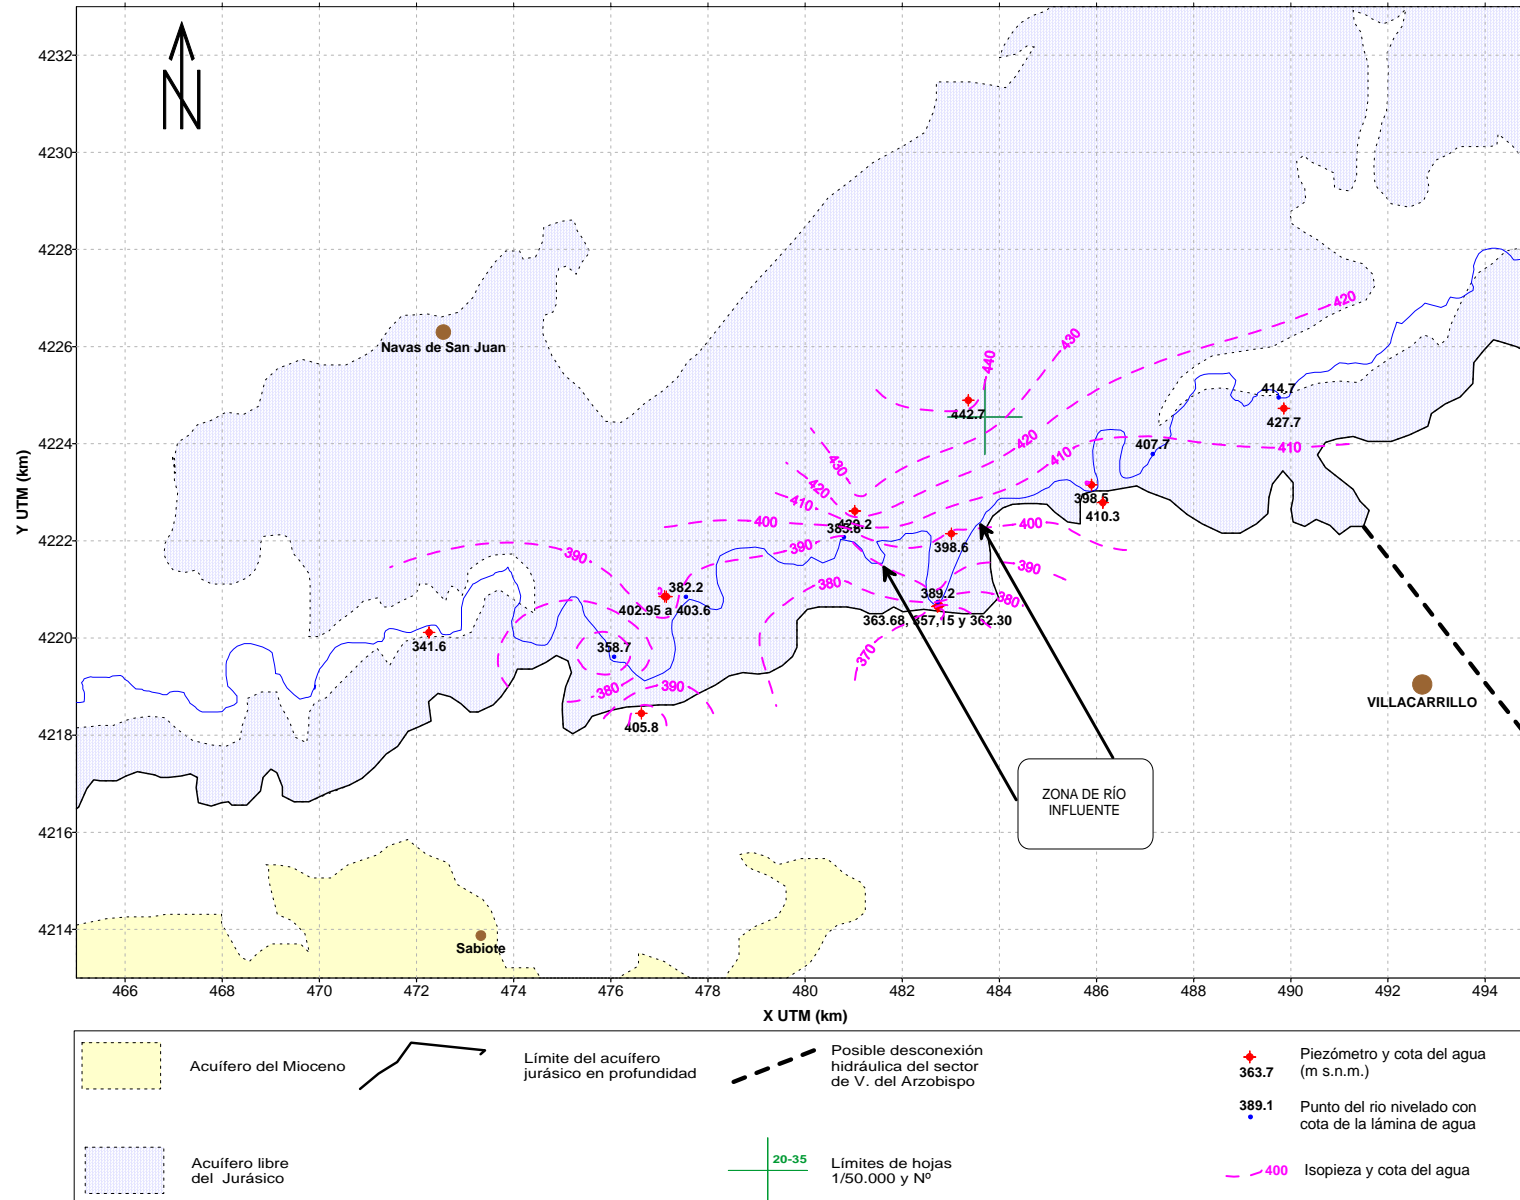 4232
4230
4228
4226
4224
4222
4220
4218
4216
4214
Y UTM (km)
N
Navas de San Juan
420
430
440
442.7
414.7
427.7
430
420
410
407.7
410
420
410
400
398.5
410.3
383.8
400
398.6
390
390
390
380
389.2
380
382.2
402.95 a 403.6
363.68, 357,15 y 362.30
341.6
358.7
370
380
390
405.8
VILLACARRILLO
ZONA DE RÍO
INFLUENTE
Sabiote
466
468
470
472
474
476
478
480
482
484
486
488
490
492
494
X UTM (km)
Acuífero del Mioceno
Límite del acuífero
jurásico en profundidad
Posible desconexión
hidráulica del sector
de V. del Arzobispo
363.7
Piezómetro y cota del agua
(m s.n.m.)
389.1
Punto del rio nivelado con
cota de la lámina de agua
Acuífero libre
del Jurásico
20-35
Límites de hojas
1/50.000 y Nº
400
Isopieza y cota del agua